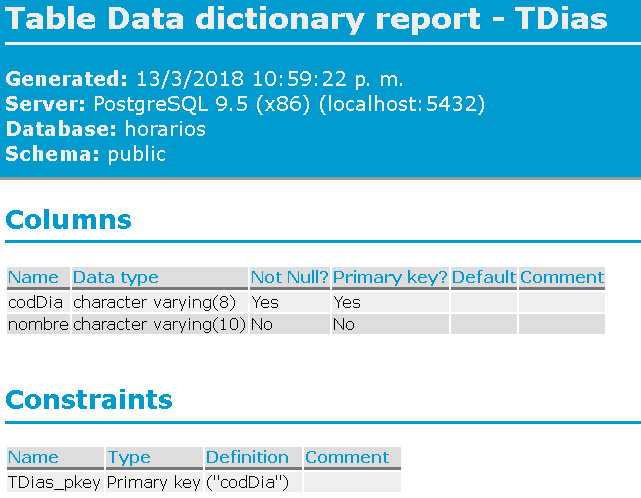 Table Data dictionary report - TDias
Generated: 13/3/2018 10:59:22 p. m.
Server: PostgreSQL 9.5 (x86) (localhost:5432)
Database: horarios
Schema: public
Columns
Name Data type Not Null? Primary key? Default Comment
codDia character varying(8) Yes Yes
nombre character varying(10) No No
Constraints
Name Type Definition Comment
TDias_pkey Primary key ("codDia")